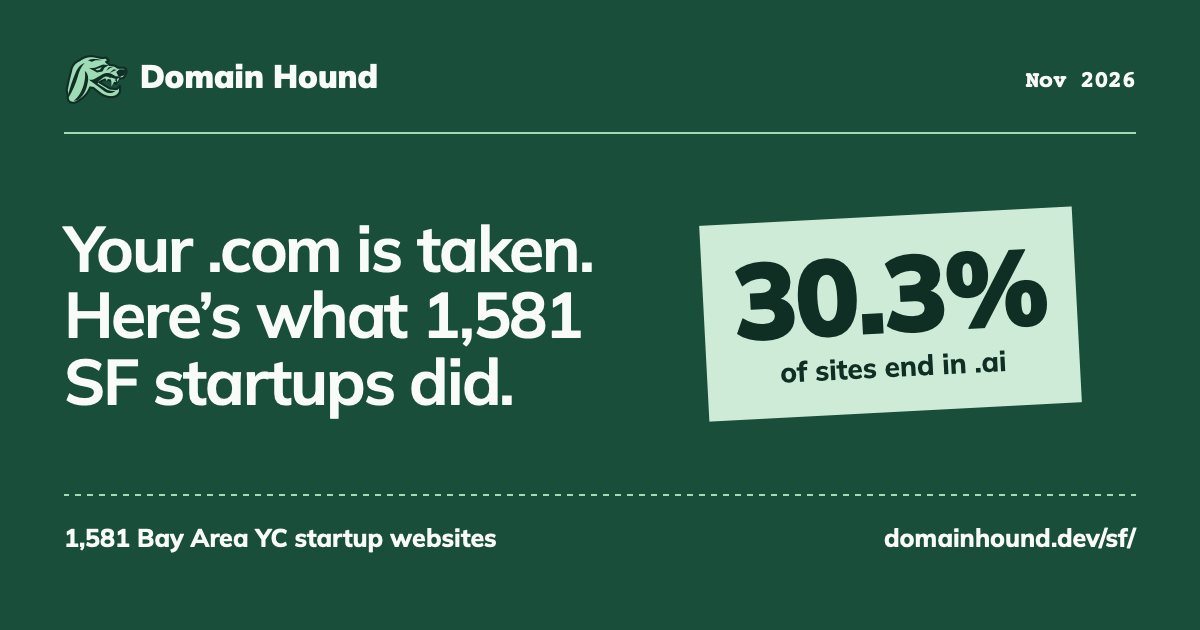 Domain Hound
Nov 2026
Your .com is taken.
Here’s what 1,581
SF startups did.
30.3%
of sites end in .ai
1,581 Bay Area YC startup websites
domainhound.dev/sf/